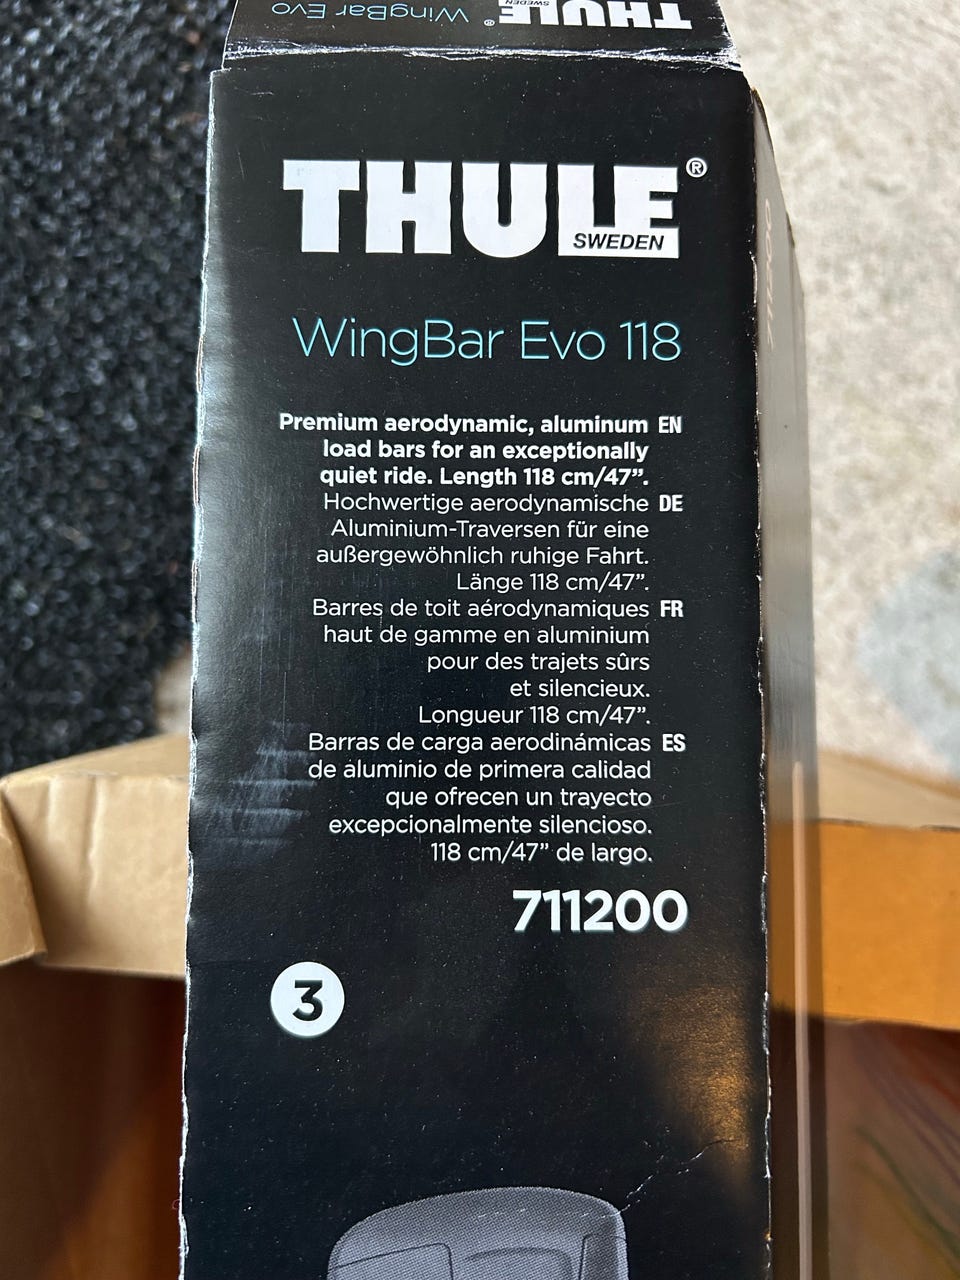 WingBar Evo
®
THULE
SWEDEN
THULE®
SWEDEN
WingBar Evo 118
Premium aerodynamic, aluminum EN
load bars for an exceptionally
quiet ride. Length 118 cm/47”.
Hochwertige aerodynamische DE
Aluminium-Traversen für eine
außergewöhnlich ruhige Fahrt.
Länge 118 cm/47”.
Barres de toit aérodynamiques FR
haut de gamme en aluminium
pour des trajets sûrs
et silencieux.
Longueur 118 cm/47”.
Barras de carga aerodinámicas ES
de aluminio de primera calidad
que ofrecen un trayecto
excepcionalmente silencioso.
118 cm/47” de largo.
711200
3